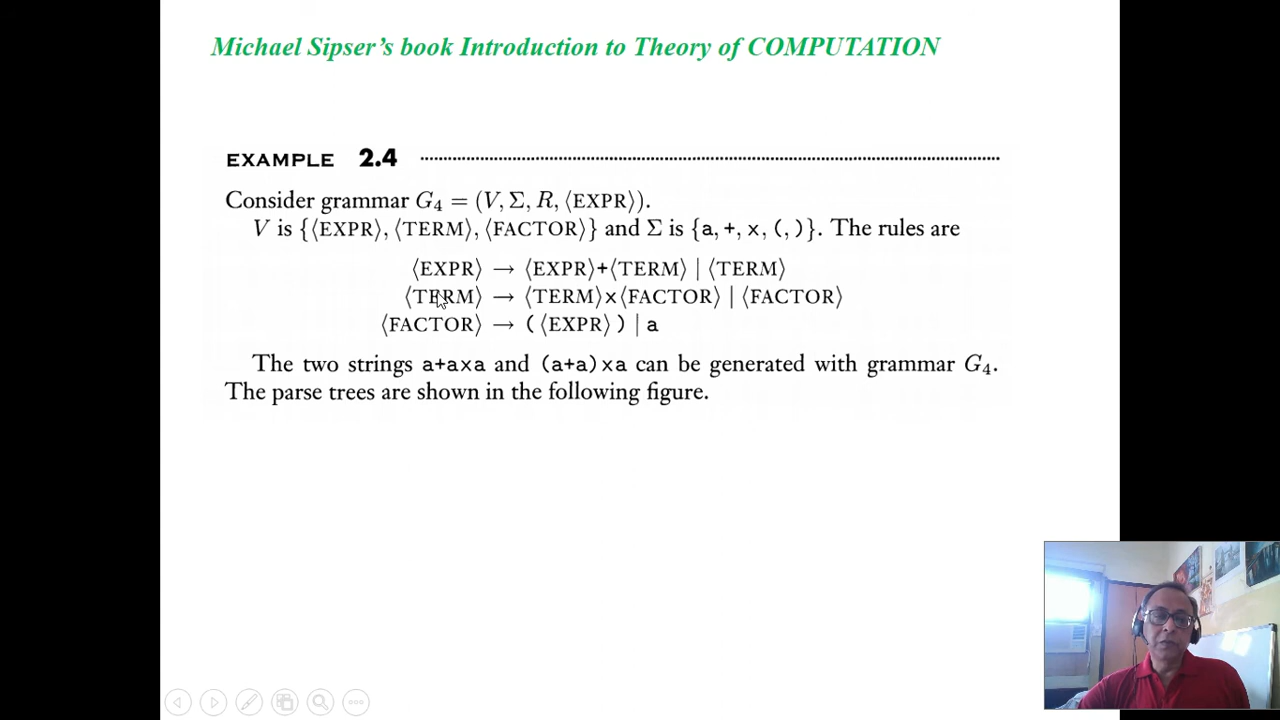 Michael Sipser's book Introduction to Theory of COMPUTATION
EXAMPLE 2.4
Consider grammar G₄ = (V, Σ, R, ⟨EXPR⟩).
V is {⟨EXPR⟩, ⟨TERM⟩, ⟨FACTOR⟩} and Σ is {a, +, x, (, )}. The rules are
⟨EXPR⟩ → ⟨EXPR⟩+⟨TERM⟩ | ⟨TERM⟩
⟨TERM⟩ → ⟨TERM⟩x⟨FACTOR⟩ | ⟨FACTOR⟩
⟨FACTOR⟩ → (⟨EXPR⟩) | a
The two strings a+axa and (a+a)xa can be generated with grammar G₄.
The parse trees are shown in the following figure.